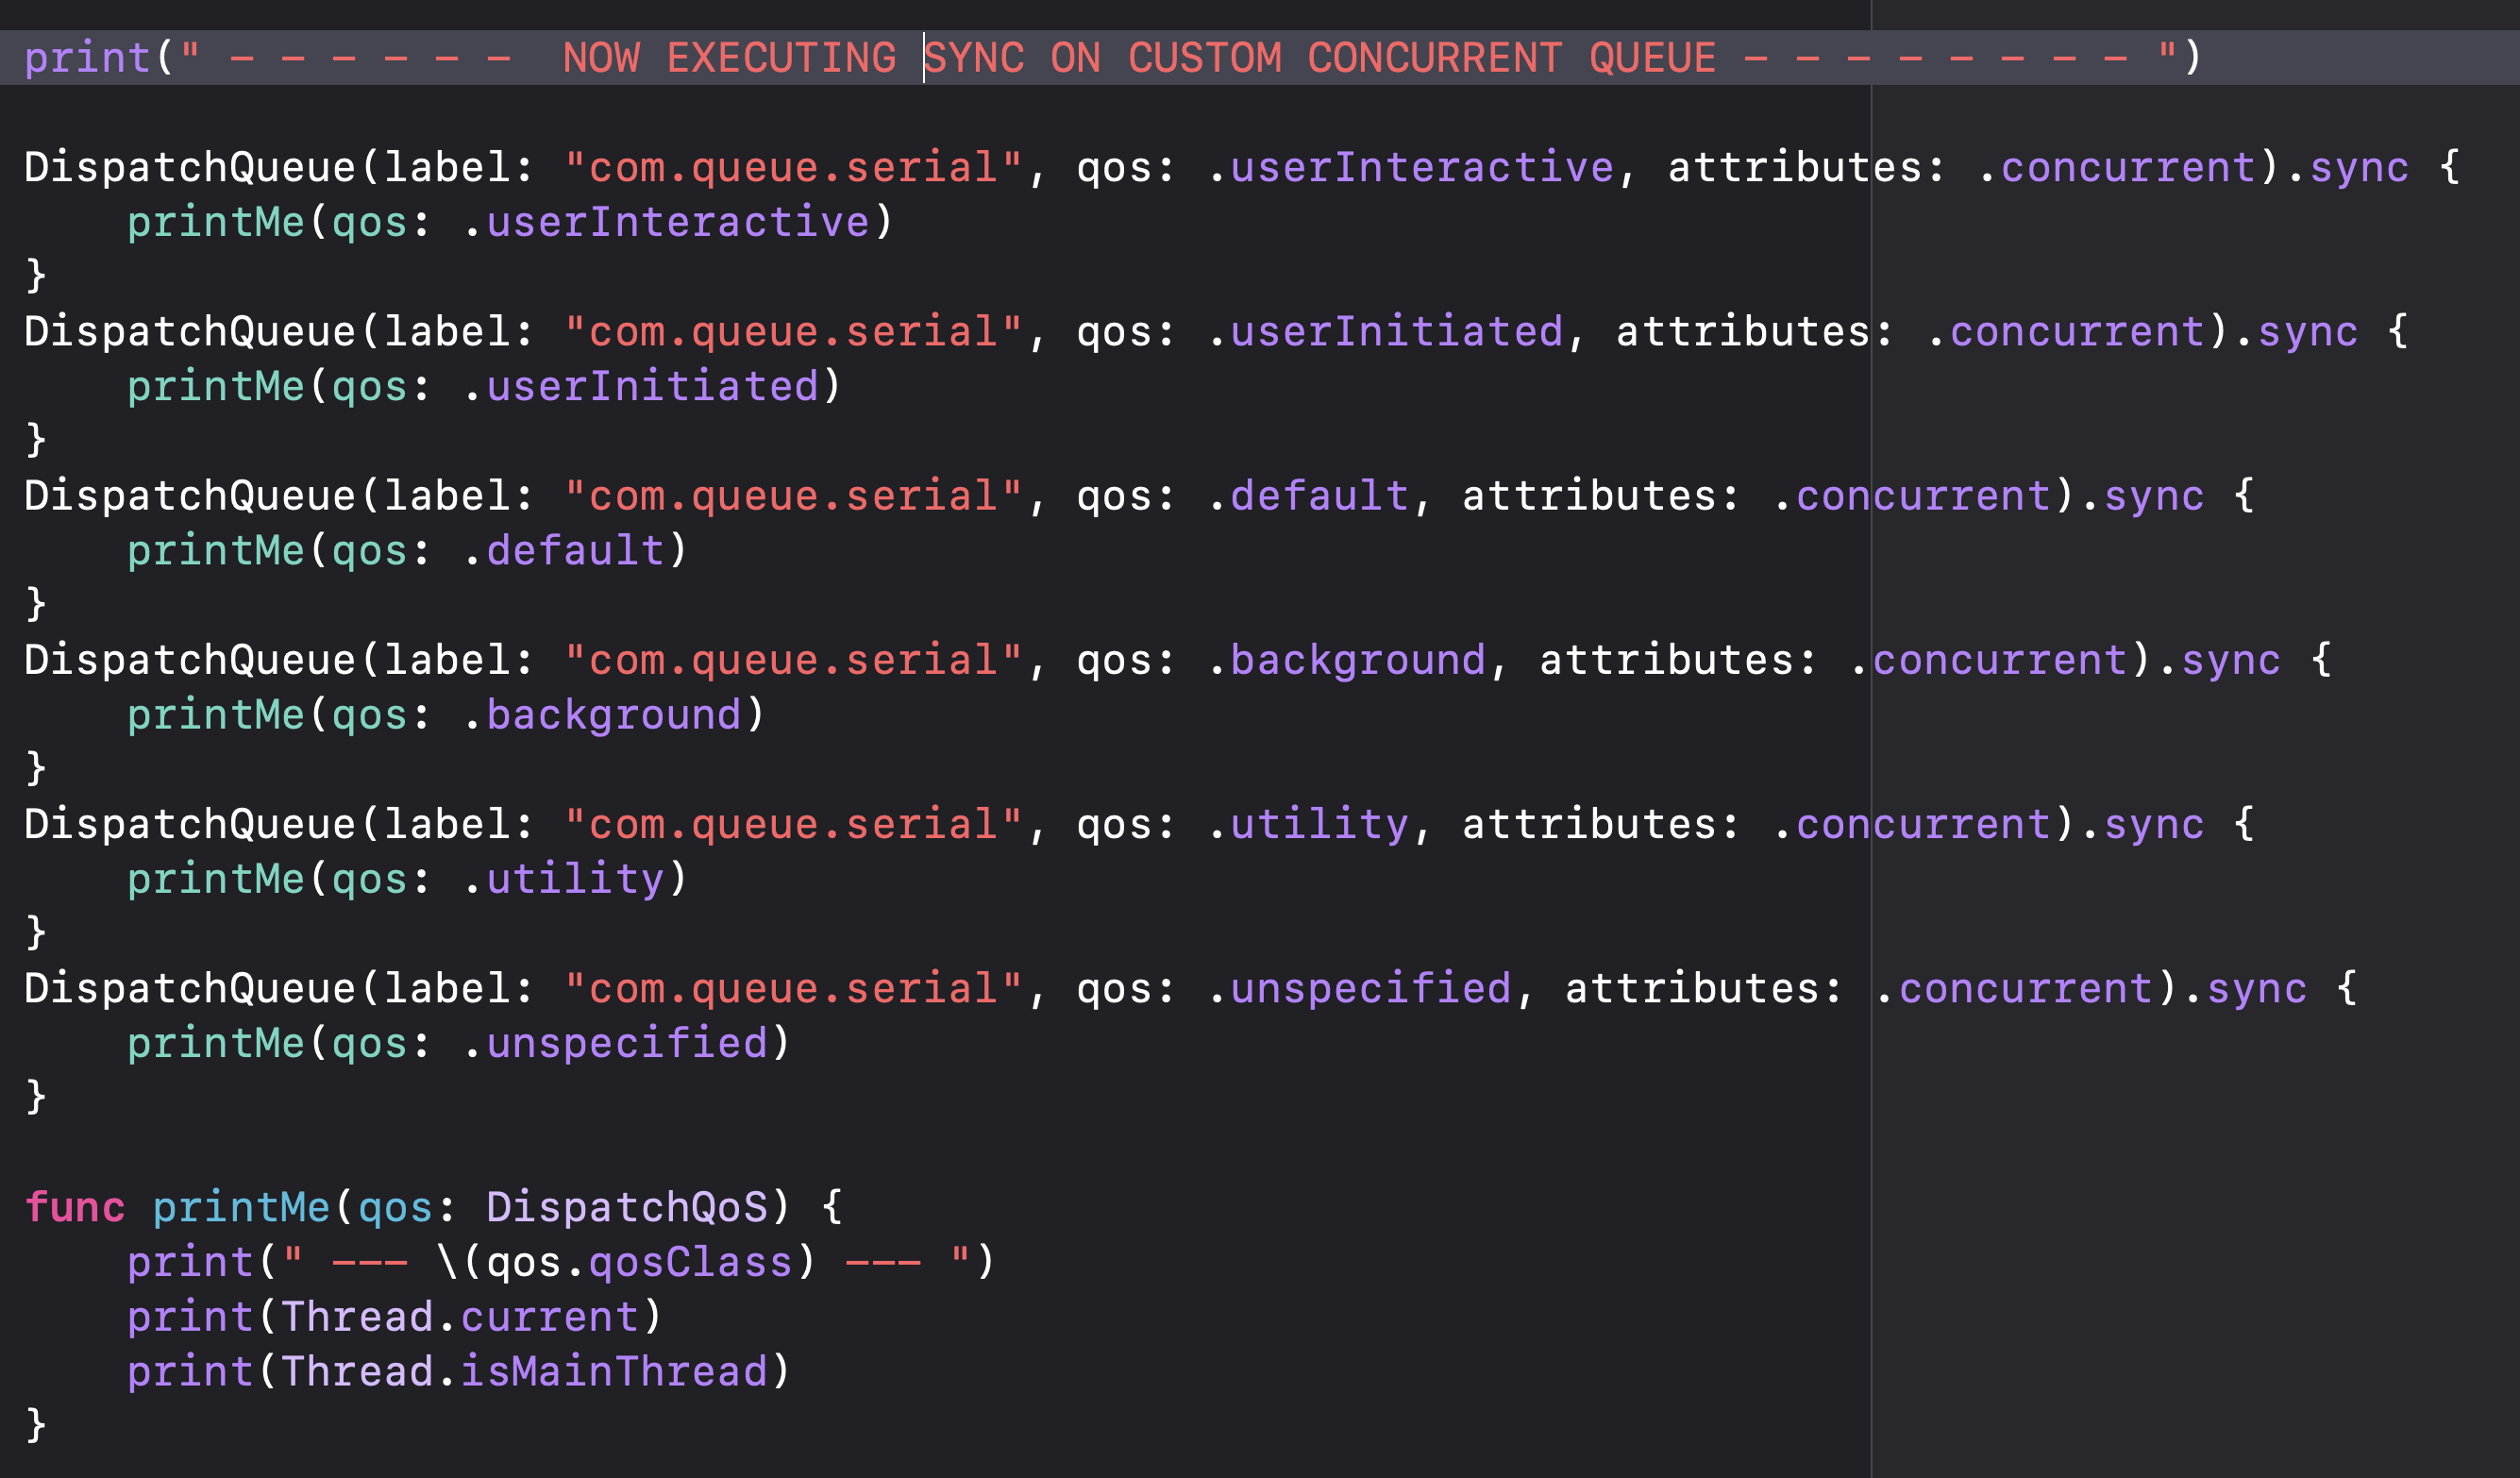 print(" - - - - - -  NOW EXECUTING SYNC ON CUSTOM CONCURRENT QUEUE - - - - - - - - ")
DispatchQueue(label: "com.queue.serial", qos: .userInteractive, attributes: .concurrent).sync {
    printMe(qos: .userInteractive)
}
DispatchQueue(label: "com.queue.serial", qos: .userInitiated, attributes: .concurrent).sync {
    printMe(qos: .userInitiated)
}
DispatchQueue(label: "com.queue.serial", qos: .default, attributes: .concurrent).sync {
    printMe(qos: .default)
}
DispatchQueue(label: "com.queue.serial", qos: .background, attributes: .concurrent).sync {
    printMe(qos: .background)
}
DispatchQueue(label: "com.queue.serial", qos: .utility, attributes: .concurrent).sync {
    printMe(qos: .utility)
}
DispatchQueue(label: "com.queue.serial", qos: .unspecified, attributes: .concurrent).sync {
    printMe(qos: .unspecified)
}
func printMe(qos: DispatchQoS) {
    print(" --- \(qos.qosClass) --- ")
    print(Thread.current)
    print(Thread.isMainThread)
}